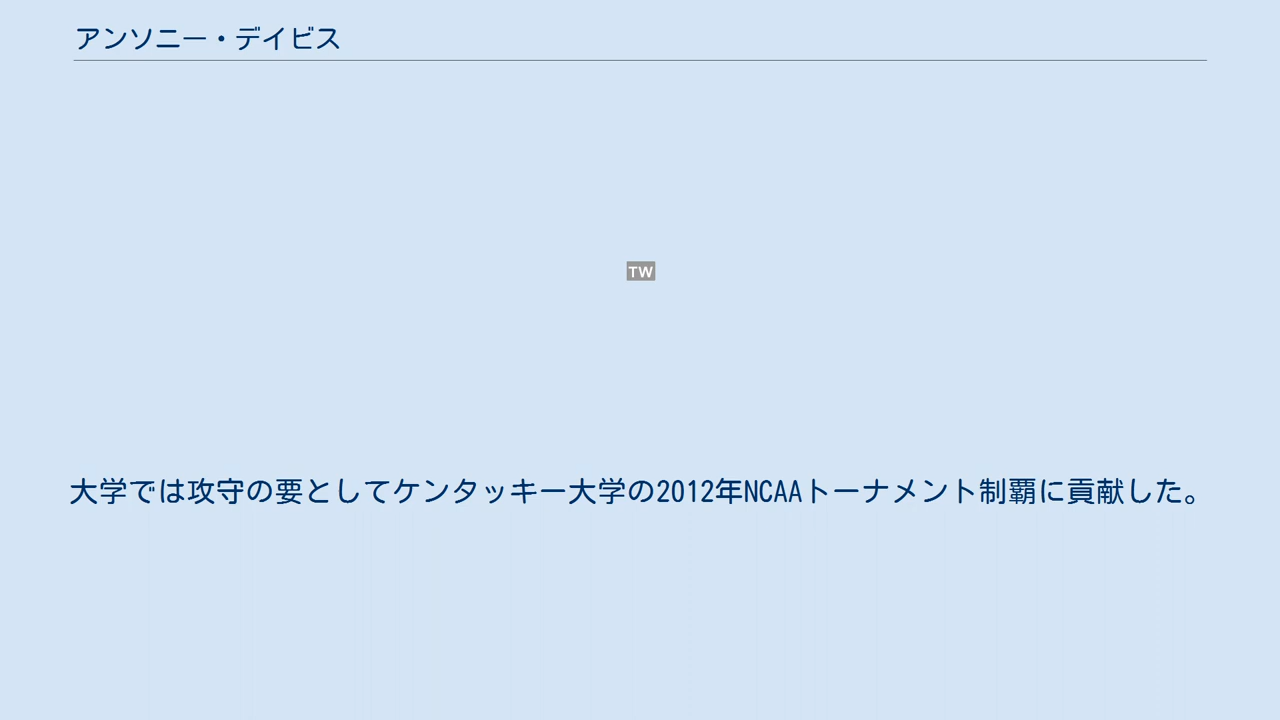 アンソニー・デイビス
TW
大学では攻守の要としてケンタッキー大学の2012年NCAAトーナメント制覇に貢献した。